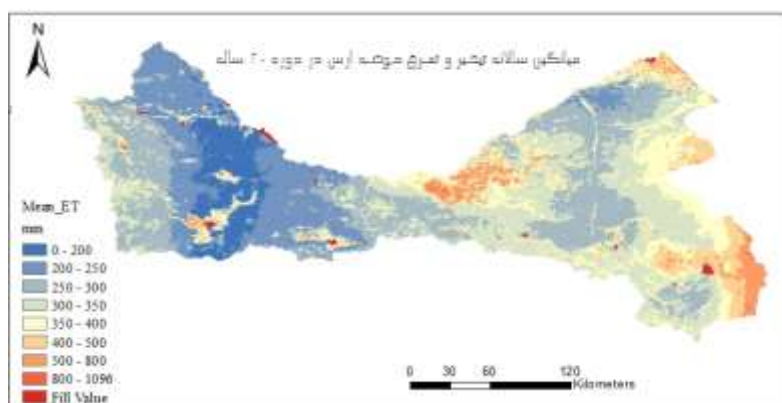 N
میانگین سالانه تبخیر و تعرق حوضه ارس در دوره ۲۰ ساله
Mean_ET
mm
0 - 200
200 - 250
250 - 300
300 - 350
350 - 400
400 - 500
500 - 800
800 - 1096
Fill Value
0 30 60 120
Kilometers